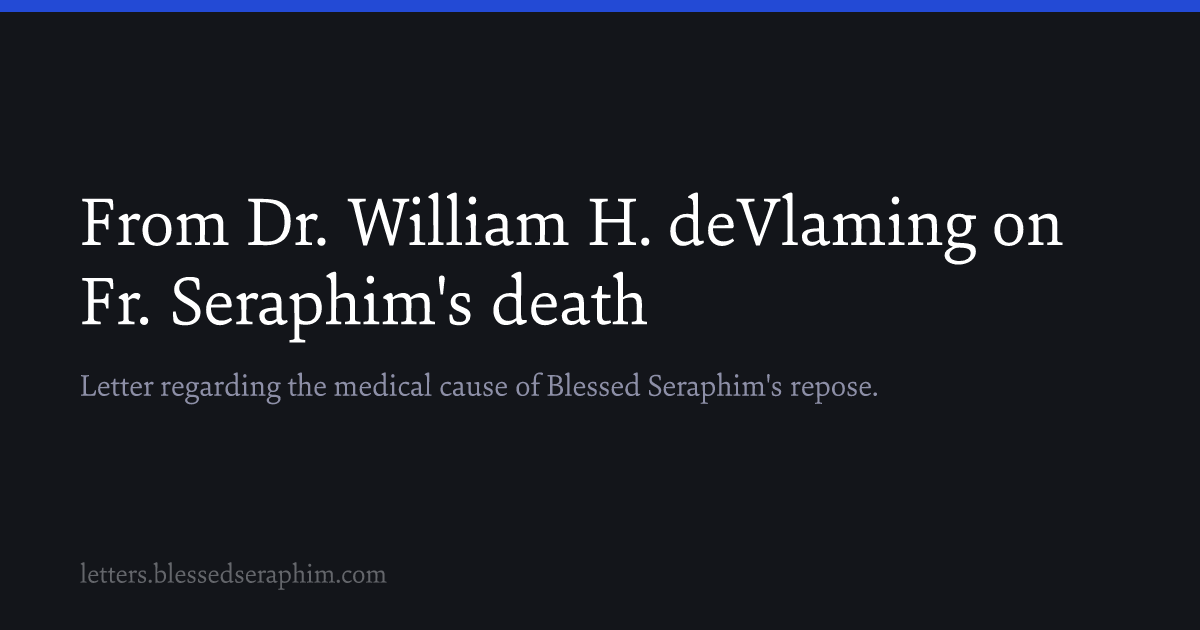 From Dr. William H. deVlaming on
Fr. Seraphim's death
Letter regarding the medical cause of Blessed Seraphim's repose.
letters.blessedseraphim.com